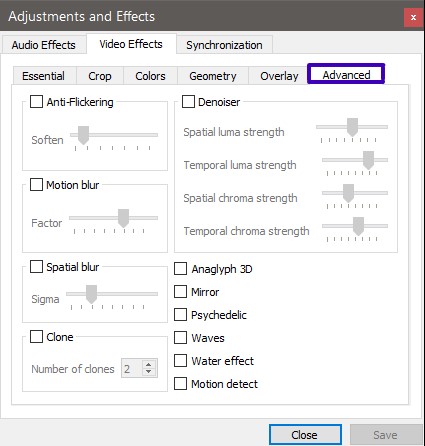 Adjustments and Effects
x
Audio Effects Video Effects Synchronization
Essential Crop Colors Geometry Overlay Advanced
Anti-Flickering
Soften
Motion blur
Factor
Spatial blur
Sigma
Clone
Number of clones 2
Denoiser
Spatial luma strength
Temporal luma strength
Spatial chroma strength
Temporal chroma strength
Anaglyph 3D
Mirror
Psychedelic
Waves
Water effect
Motion detect
Close Save